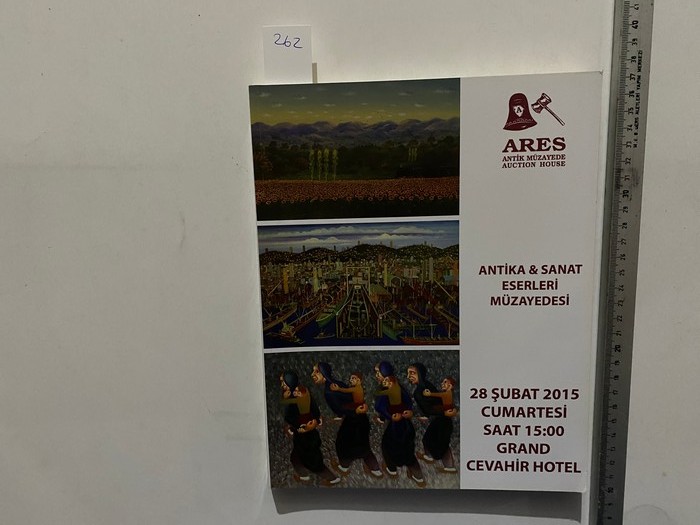 262
ARES
ANTİK MÜZAYEDE
AUCTION HOUSE
ANTİKA & SANAT
ESERLERİ
MÜZAYEDESİ
28 ŞUBAT 2015
CUMARTESİ
SAAT 15:00
GRAND
CEVAHİR HOTEL